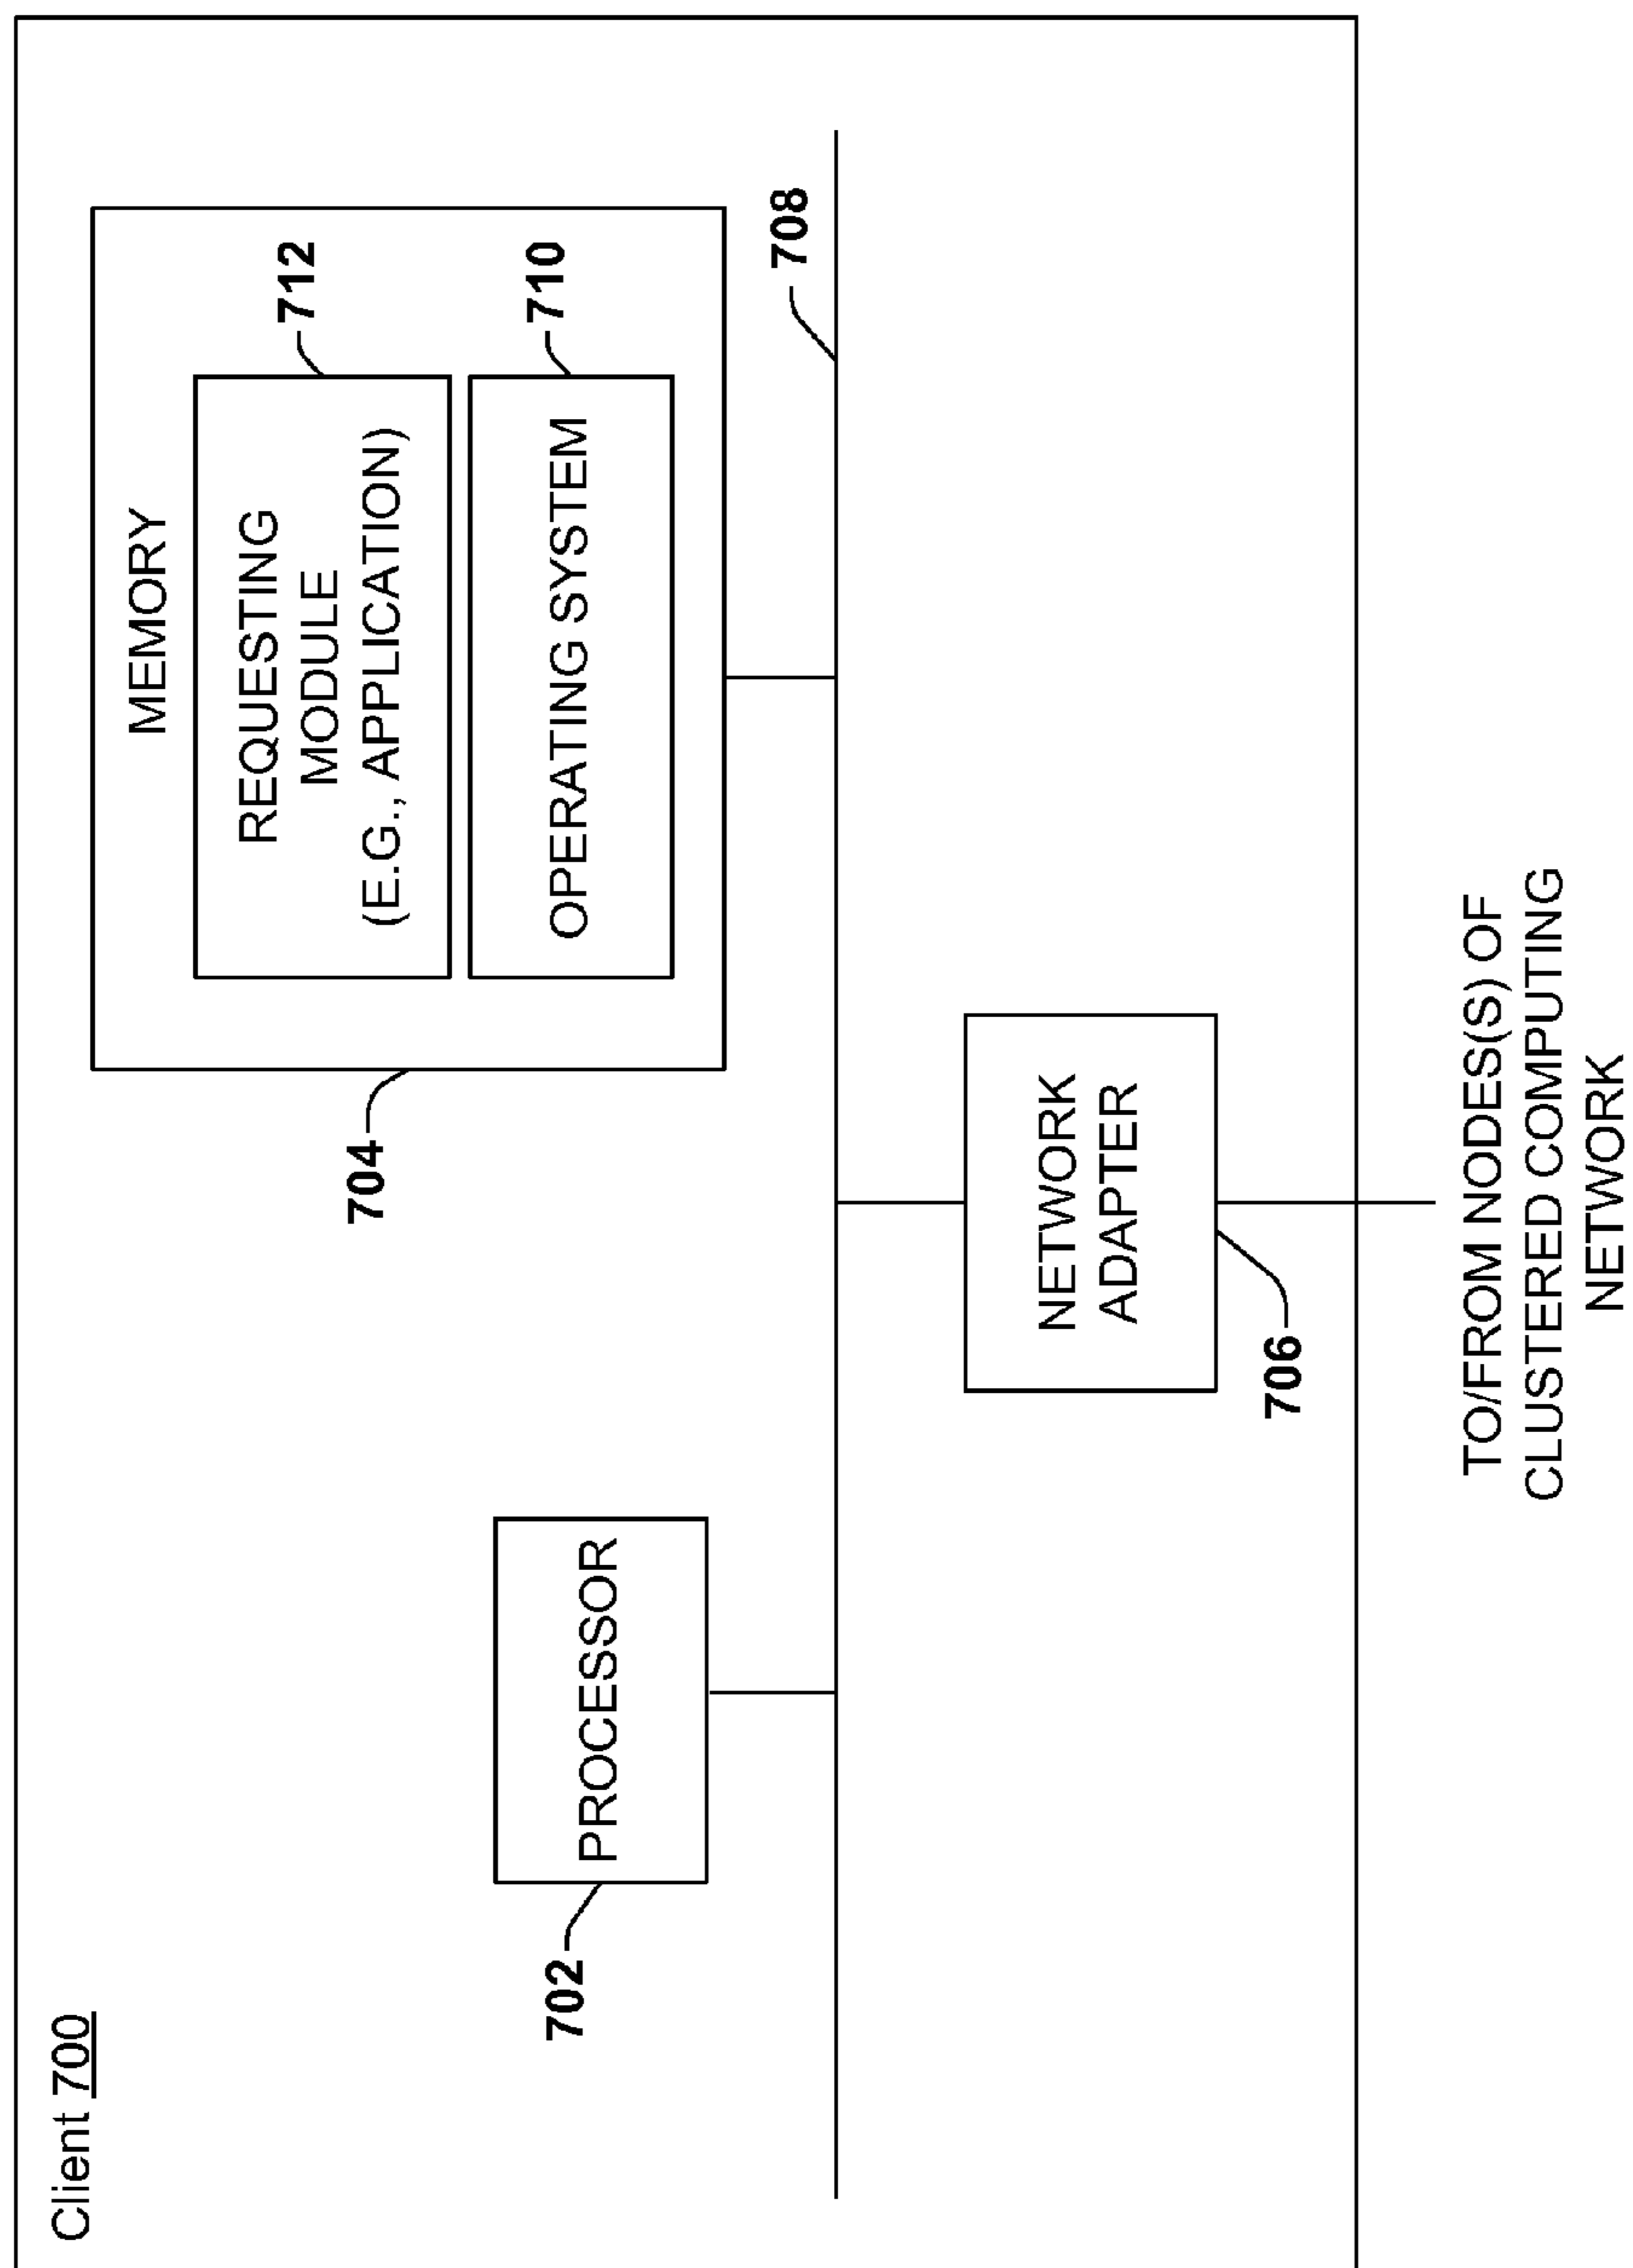 Client 700
MEMORY
712
REQUESTING
MODULE
(E.G., APPLICATION)
710
OPERATING SYSTEM
704
702
PROCESSOR
708
NETWORK
ADAPTER
706
TO/FROM NODES(S) OF
CLUSTERED COMPUTING
NETWORK